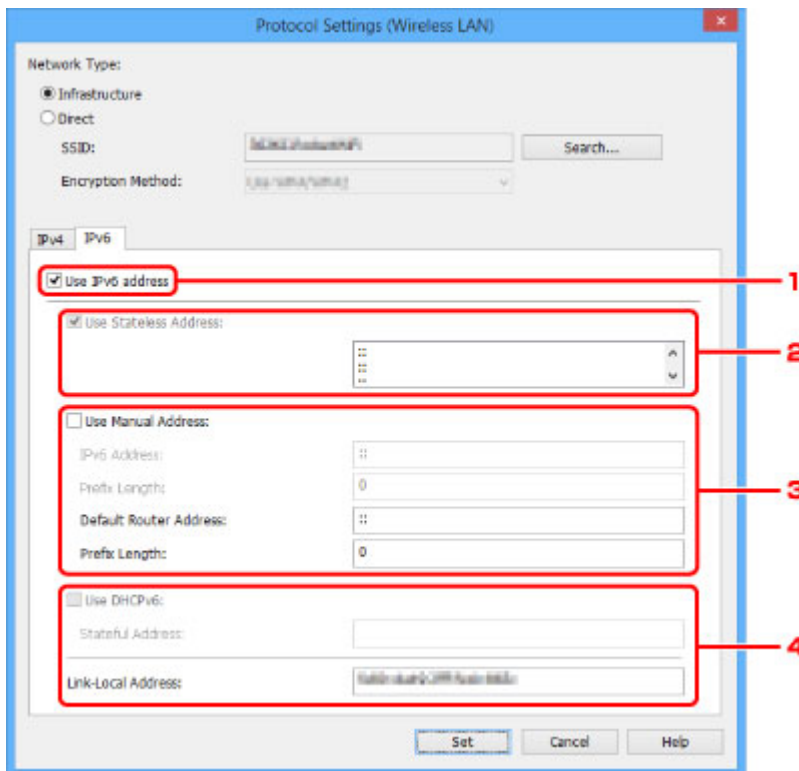 Protocol Settings (Wireless LAN)
Network Type:
Infrastructure
Direct
SSID:
Search...
Encryption Method:
IPv4 IPv6
Use IPv6 address
1
Use Stateless Address:
::
::
::
2
Use Manual Address:
IPv6 Address: ::
Prefix Length: 0
3
Default Router Address: ::
Prefix Length: 0
Use DHCPv6:
Stateful Address:
4
Link-Local Address:
Set Cancel Help